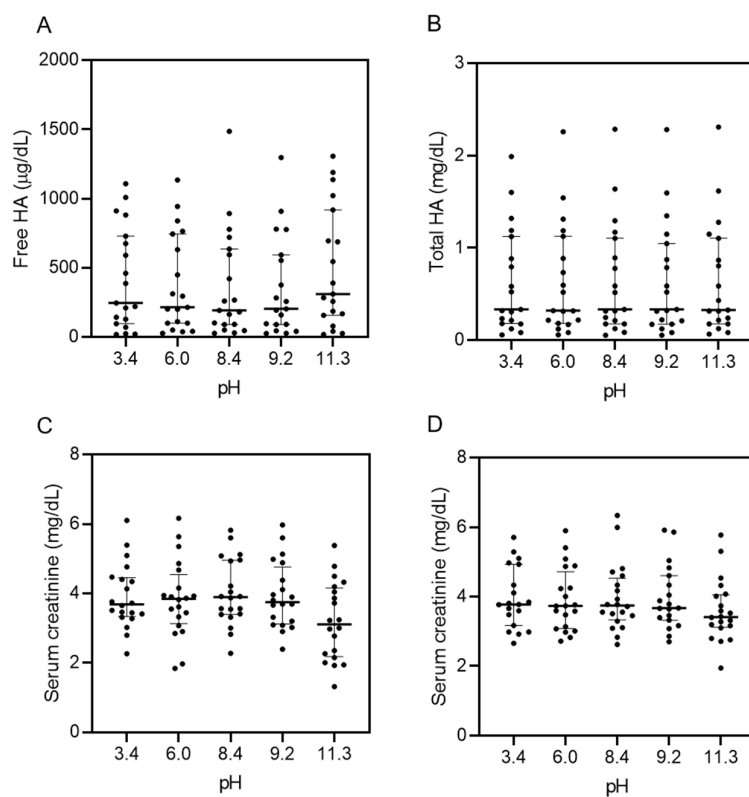 A
Free HA (µg/dL)
2000
1500
1000
500
0
3.4 6.0 8.4 9.2 11.3
pH
B
Total HA (mg/dL)
3
2
1
0
3.4 6.0 8.4 9.2 11.3
pH
C
Serum creatinine (mg/dL)
8
6
4
2
0
3.4 6.0 8.4 9.2 11.3
pH
D
Serum creatinine (mg/dL)
8
6
4
2
0
3.4 6.0 8.4 9.2 11.3
pH